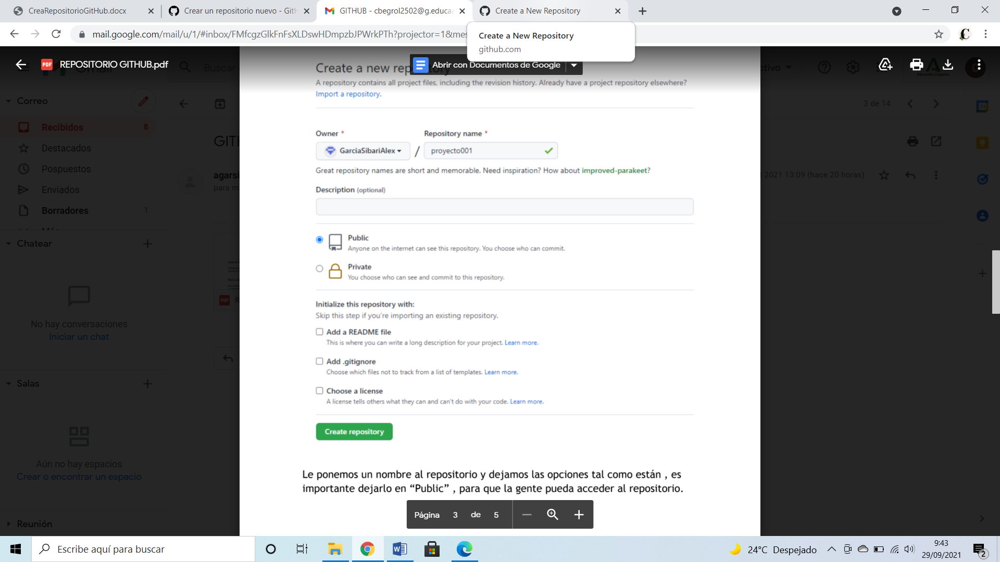 CreaRepositorioGitHub.docx
Crear un repositorio nuevo - GitH
GITHUB - cbegrol2502@g.educaa
Create a New Repository
mail.google.com/mail/u/1/#inbox/FMfcgzGlkFnFsXLDswHDmpzbJPWrkPTh?projector=1&mes
Create a New Repository
github.com
PDF REPOSITORIO GITHUB.pdf
Buscar
Abrir con Documentos de Google
Create a new repository
A repository contains all project files, including the revision history. Already have a project repository elsewhere?
Import a repository.
Correo
3 de 14
Recibidos 8
Destacados
Pospuestos
Enviados
Borradores 1
Más
GITH
agarsi
para m
2021 13:09 (hace 20 horas)
Owner * Repository name *
GarciaSibariAlex / proyecto001
Great repository names are short and memorable. Need inspiration? How about improved-parakeet?
Description (optional)
Public
Anyone on the internet can see this repository. You choose who can commit.
Private
You choose who can see and commit to this repository.
Initialize this repository with:
Skip this step if you're importing an existing repository.
Add a README file
This is where you can write a long description for your project. Learn more.
Add .gitignore
Choose which files not to track from a list of templates. Learn more.
Choose a license
A license tells others what they can and can't do with your code. Learn more.
Create repository
Le ponemos un nombre al repositorio y dejamos las opciones tal como están , es
importante dejarlo en “Public” , para que la gente pueda acceder al repositorio.
Página 3 de 5
Chatear
No hay conversaciones
Iniciar un chat
PDF R
Salas
Aún no hay espacios
Crear o encontrar un espacio
Reunión
Escribe aquí para buscar
24°C Despejado
9:43
29/09/2021
2